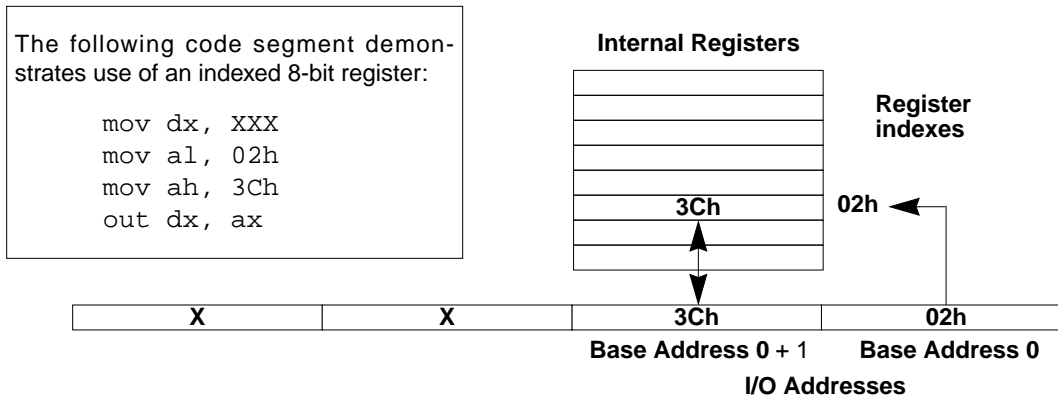 The following code segment demon-
strates use of an indexed 8-bit register:
mov dx, XXX
mov al, 02h
mov ah, 3Ch
out dx, ax
Internal Registers
Register
indexes
3Ch
02h
X X 3Ch 02h
Base Address 0 + 1 Base Address 0
I/O Addresses